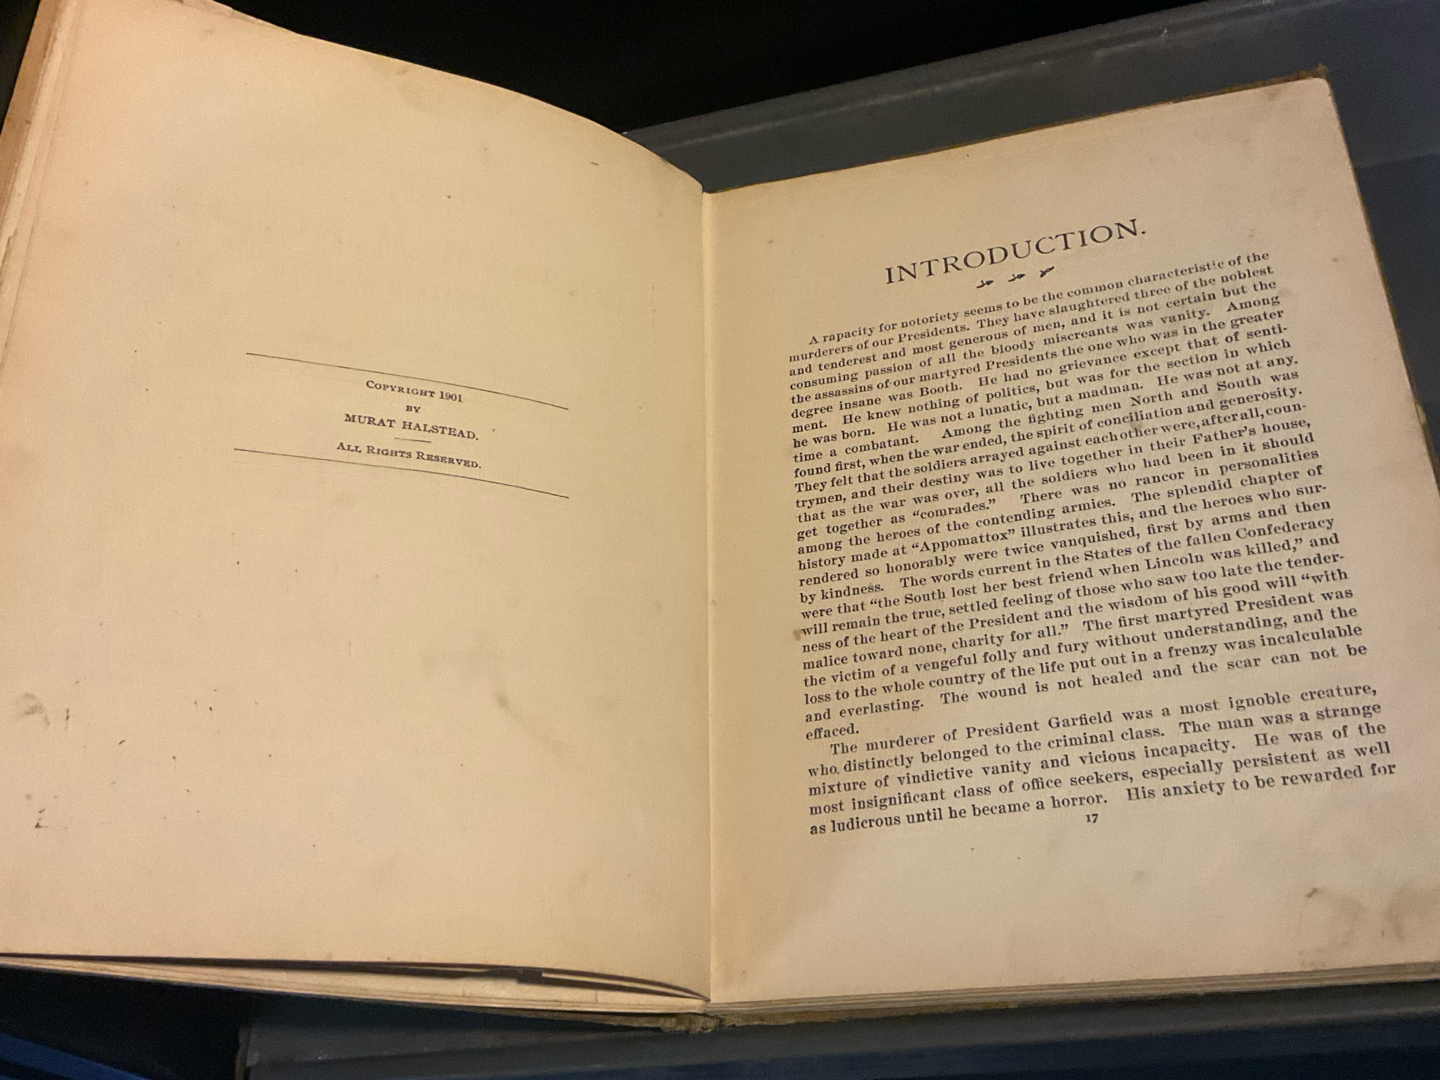 COPYRIGHT 1901
BY
MURAT HALSTEAD.
ALL RIGHTS RESERVED.
INTRODUCTION.
A rapacity for notoriety seems to be the common characteristic of the
murderers of our Presidents. They have slaughtered three of the noblest
and tenderest and most generous of men, and it is not certain but the
consuming passion of all the bloody miscreants was vanity. Among
the assassins of our martyred Presidents the one who was in the greater
degree insane was Booth. He had no grievance except that of senti-
ment. He knew nothing of politics, but was for the section in which
he was born. He was not a lunatic, but a madman. He was not at any.
time a combatant. Among the fighting men North and South was
found first, when the war ended, the spirit of conciliation and generosity.
They felt that the soldiers arrayed against each other were, after all, coun-
trymen, and their destiny was to live together in their Father's house,
that as the war was over, all the soldiers who had been in it should
get together as "comrades." There was no rancor in personalities
among the heroes of the contending armies. The splendid chapter of
history made at "Appomattox" illustrates this, and the heroes who sur-
rendered so honorably were twice vanquished, first by arms and then
by kindness. The words current in the States of the fallen Confederacy
were that "the South lost her best friend when Lincoln was killed," and
will remain the true, settled feeling of those who saw too late the tender-
ness of the heart of the President and the wisdom of his good will "with
malice toward none, charity for all." The first martyred President was
the victim of a vengeful folly and fury without understanding, and the
loss to the whole country of the life put out in a frenzy was incalculable
and everlasting. The wound is not healed and the scar can not be
effaced.
The murderer of President Garfield was a most ignoble creature,
who distinctly belonged to the criminal class. The man was a strange
mixture of vindictive vanity and vicious incapacity. He was of the
most insignificant class of office seekers, especially persistent as well
as ludicrous until he became a horror. His anxiety to be rewarded for
17